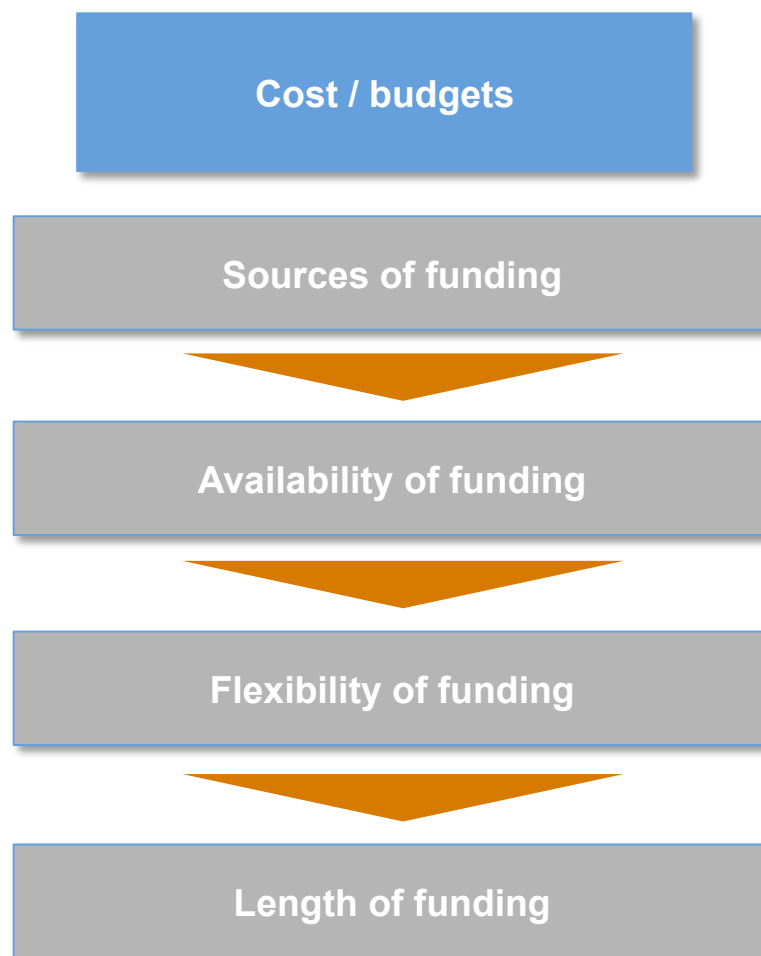 Cost / budgets
Sources of funding
Availability of funding
Flexibility of funding
Length of funding